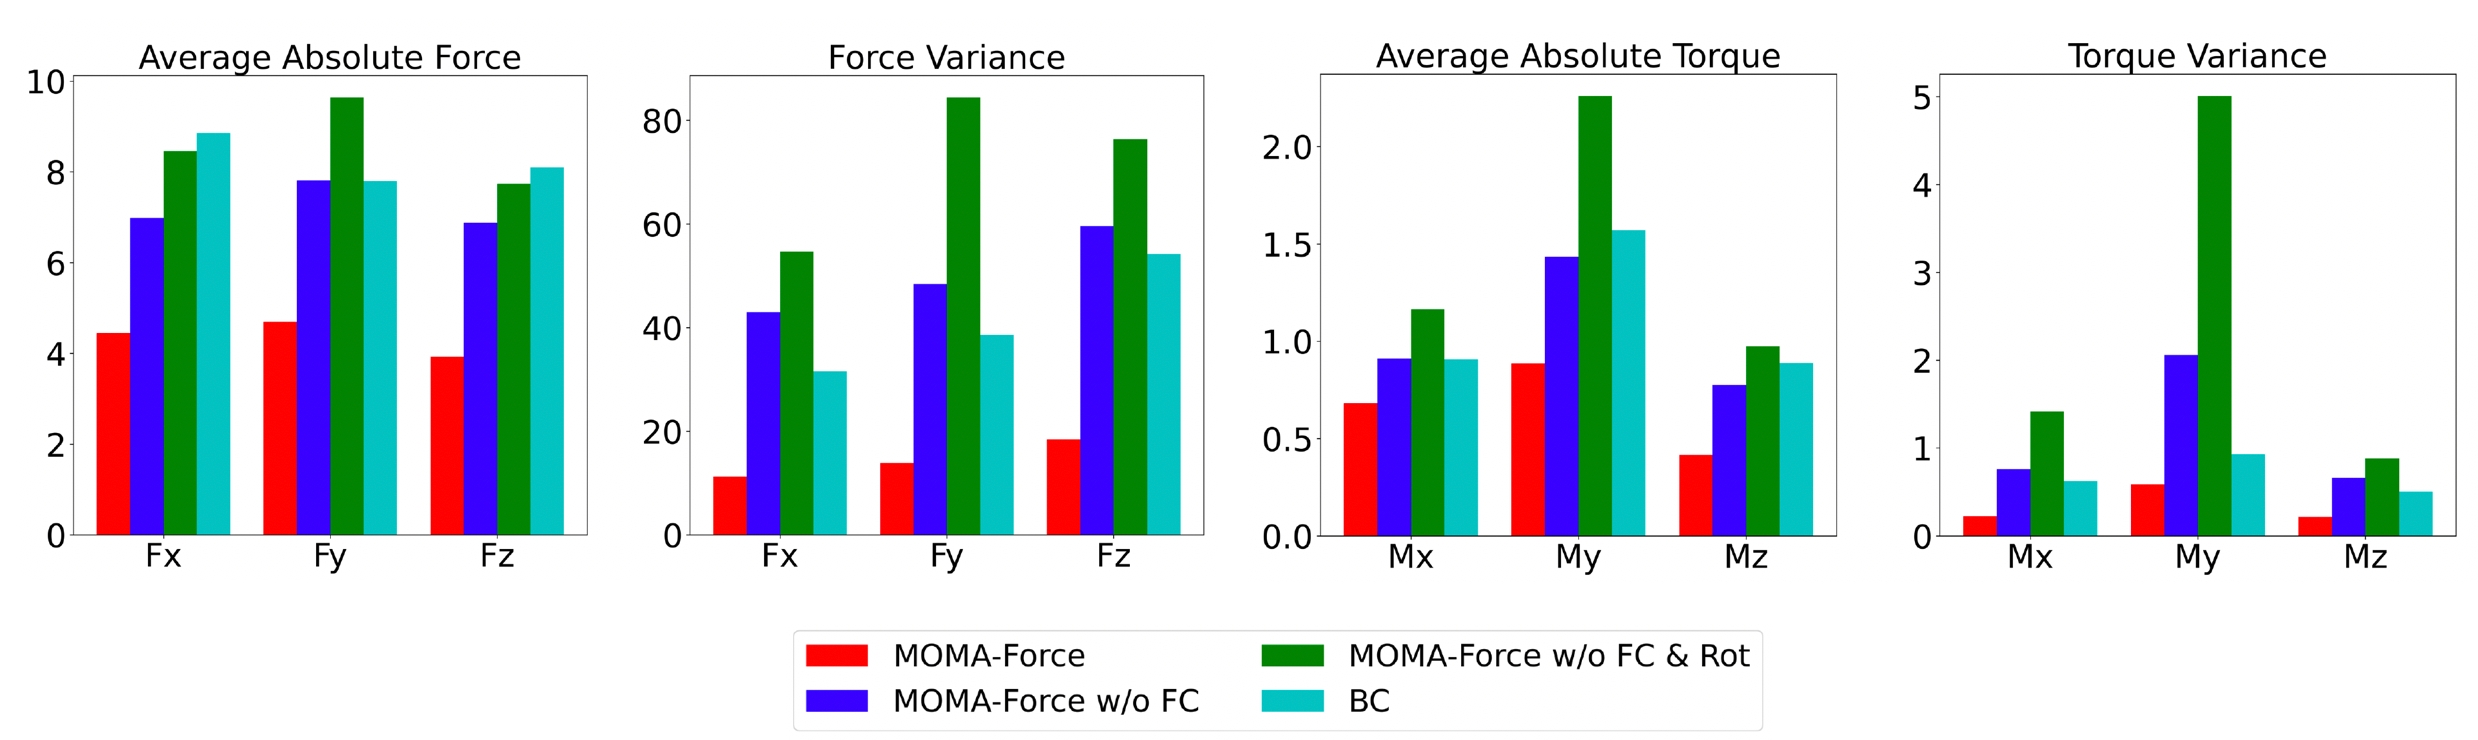 Average Absolute Force
10
8
6
4
2
0
Fx Fy Fz
Force Variance
80
60
40
20
0
Fx Fy Fz
Average Absolute Torque
2.0
1.5
1.0
0.5
0.0
Mx My Mz
Torque Variance
5
4
3
2
1
0
Mx My Mz
MOMA-Force
MOMA-Force w/o FC
MOMA-Force w/o FC & Rot
BC